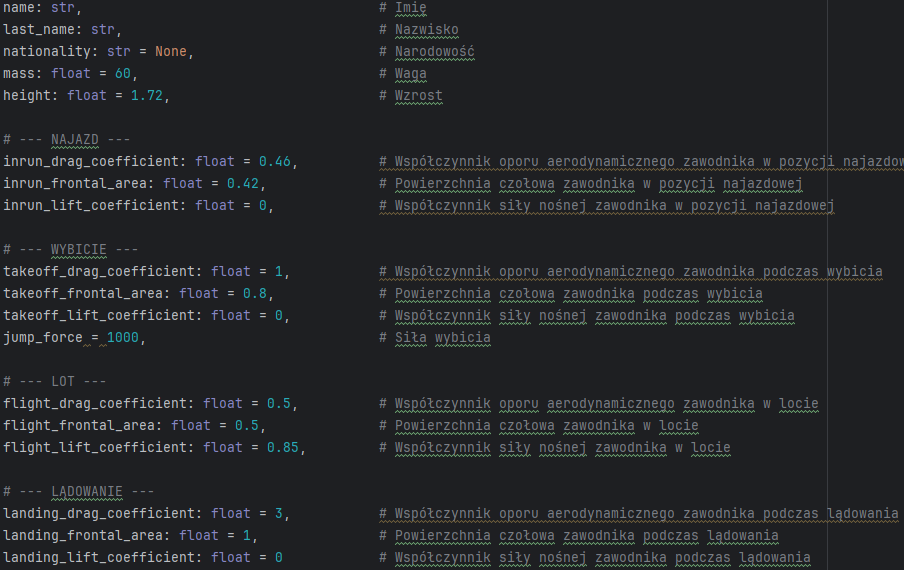 name: str, # Imię
last_name: str, # Nazwisko
nationality: str = None, # Narodowość
mass: float = 60, # Waga
height: float = 1.72, # Wzrost
# --- NAJAZD ---
inrun_drag_coefficient: float = 0.46, # Współczynnik oporu aerodynamicznego zawodnika w pozycji najazdow
inrun_frontal_area: float = 0.42, # Powierzchnia czołowa zawodnika w pozycji najazdowej
inrun_lift_coefficient: float = 0, # Współczynnik siły nośnej zawodnika w pozycji najazdowej
# --- WYBICIE ---
takeoff_drag_coefficient: float = 1, # Współczynnik oporu aerodynamicznego zawodnika podczas wybicia
takeoff_frontal_area: float = 0.8, # Powierzchnia czołowa zawodnika podczas wybicia
takeoff_lift_coefficient: float = 0, # Współczynnik siły nośnej zawodnika podczas wybicia
jump_force = 1000, # Siła wybicia
# --- LOT ---
flight_drag_coefficient: float = 0.5, # Współczynnik oporu aerodynamicznego zawodnika w locie
flight_frontal_area: float = 0.5, # Powierzchnia czołowa zawodnika w locie
flight_lift_coefficient: float = 0.85, # Współczynnik siły nośnej zawodnika w locie
# --- LĄDOWANIE ---
landing_drag_coefficient: float = 3, # Współczynnik oporu aerodynamicznego zawodnika podczas lądowania
landing_frontal_area: float = 1, # Powierzchnia czołowa zawodnika podczas lądowania
landing_lift_coefficient: float = 0 # Współczynnik siły nośnej zawodnika podczas lądowania